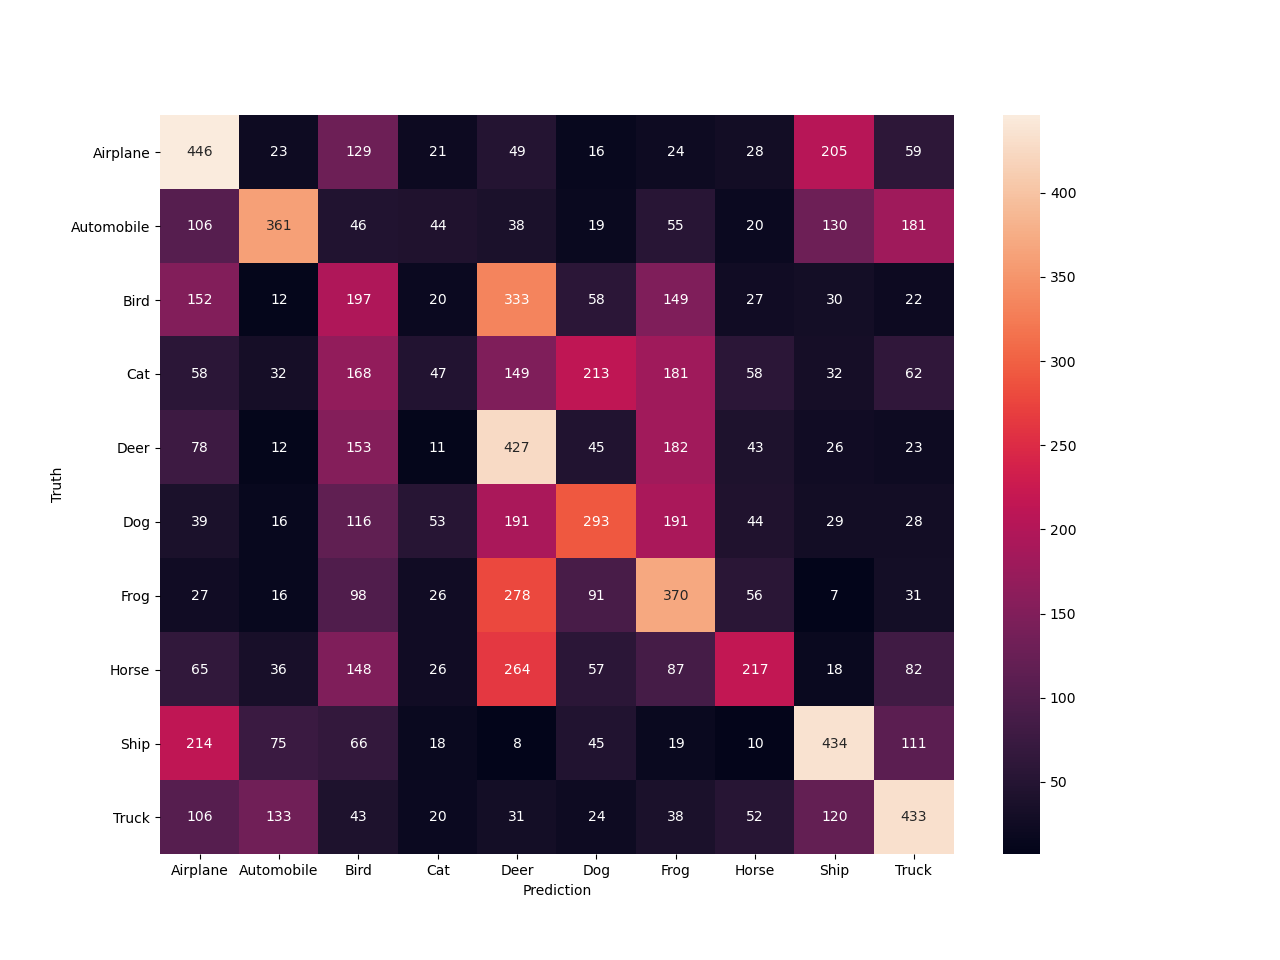 Airplane 446 23 129 21 49 16 24 28 205 59
400
Automobile 106 361 46 44 38 19 55 20 130 181
350
Bird 152 12 197 20 333 58 149 27 30 22
300
Cat 58 32 168 47 149 213 181 58 32 62
Deer 78 12 153 11 427 45 182 43 26 23
250
Truth
Dog 39 16 116 53 191 293 191 44 29 28
200
Frog 27 16 98 26 278 91 370 56 7 31
150
Horse 65 36 148 26 264 57 87 217 18 82
100
Ship 214 75 66 18 8 45 19 10 434 111
50
Truck 106 133 43 20 31 24 38 52 120 433
Airplane Automobile Bird Cat Deer Dog Frog Horse Ship Truck
Prediction